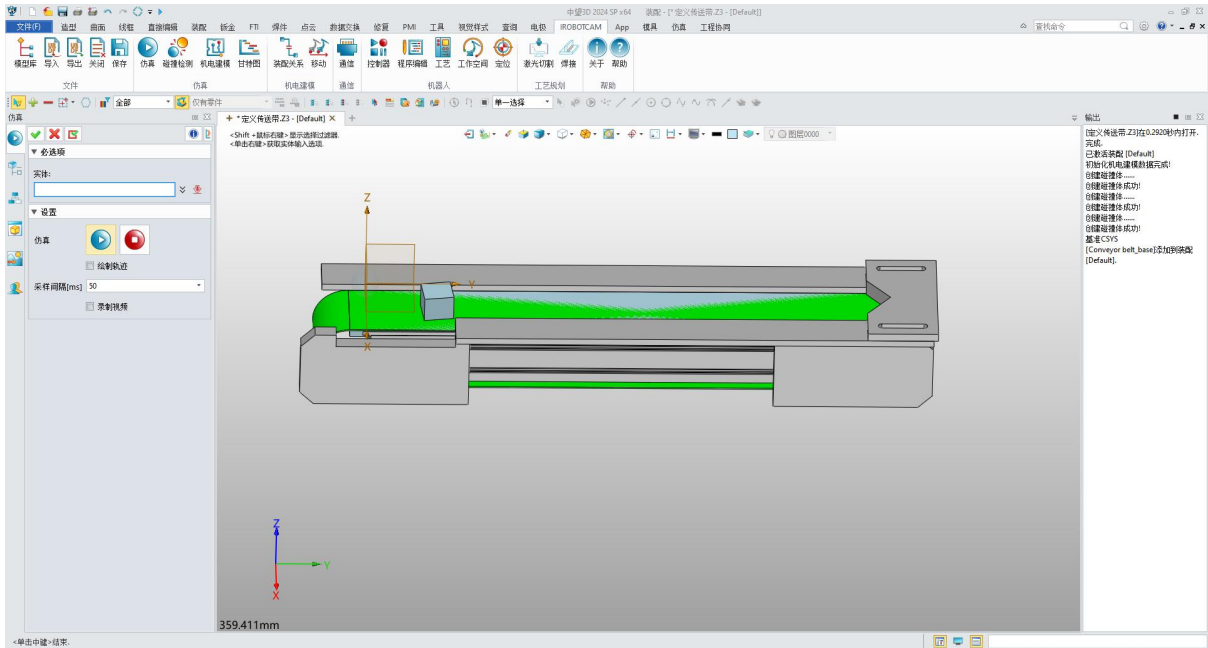 中望3D 2024 SP x64 装配 - [* 定义传送带.Z3 - [Default]]
文件(F) 造型 曲面 线框 直接编辑 装配 钣金 FTI 焊件 点云 数据交换 修复 PMI 工具 视觉样式 查询 电极 IROBOTCAM App 模具 仿真 工程协同 查找命令
模型库 导入 导出 关闭 保存 仿真 碰撞检测 机电建模 甘特图 装配关系 移动 通信 控制器 程序编辑 工艺 工作空间 定位 激光切割 焊接 关于 帮助
文件 仿真 机电建模 通信 机器人 工艺规划 帮助
全部 仅有零件 单一选择
仿真
+ * 定义传送带.Z3 - [Default] × +
输出
<Shift +鼠标右键> 显示选择过滤器.
<单击右键>获取实体输入选项.
图层0000
▼ 必选项
实体:
▼ 设置
仿真
绘制轨迹
采样间隔[ms] 50
录制视频
Z
Y
X
Z
Y
X
359.411mm
[定义传送带.Z3]在0.2920秒内打开.
完成.
已激活装配 [Default]
初始化机电建模数据完成!
创建碰撞体......
创建碰撞体成功!
创建碰撞体......
创建碰撞体成功!
创建碰撞体......
创建碰撞体成功!
基准CSYS
[Conveyor belt_base]添加到装配
[Default].
<单击中键>结束.